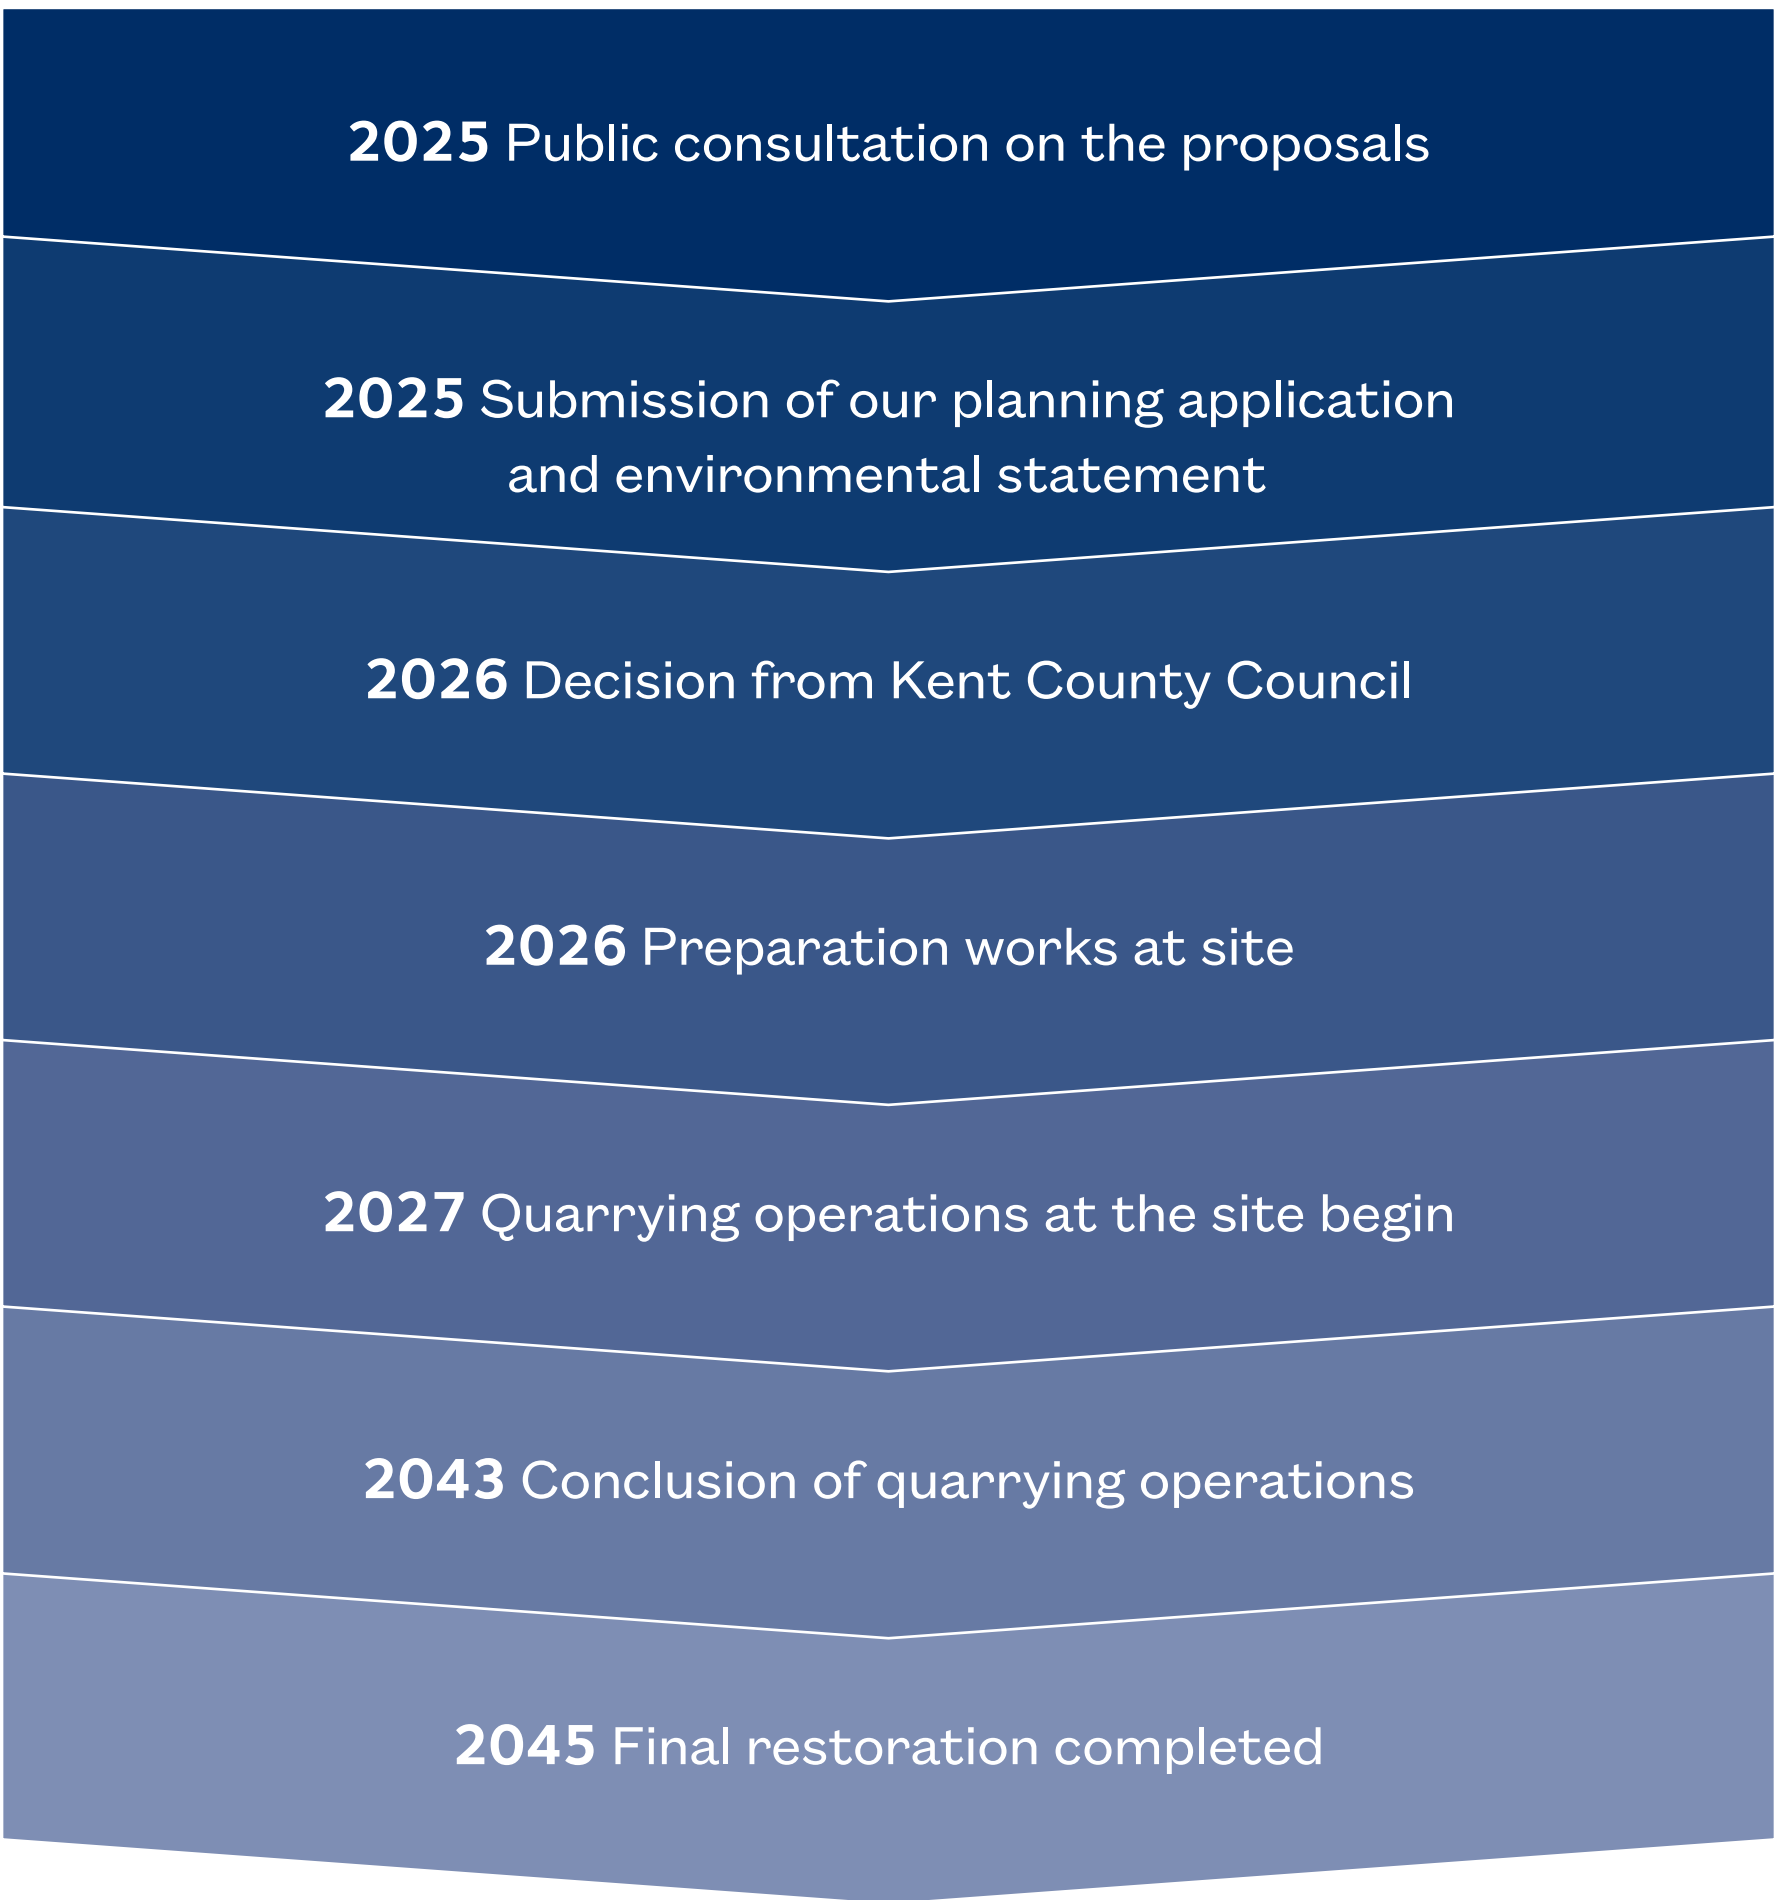 2025 Public consultation on the proposals
2025 Submission of our planning application
and environmental statement
2026 Decision from Kent County Council
2026 Preparation works at site
2027 Quarrying operations at the site begin
2043 Conclusion of quarrying operations
2045 Final restoration completed